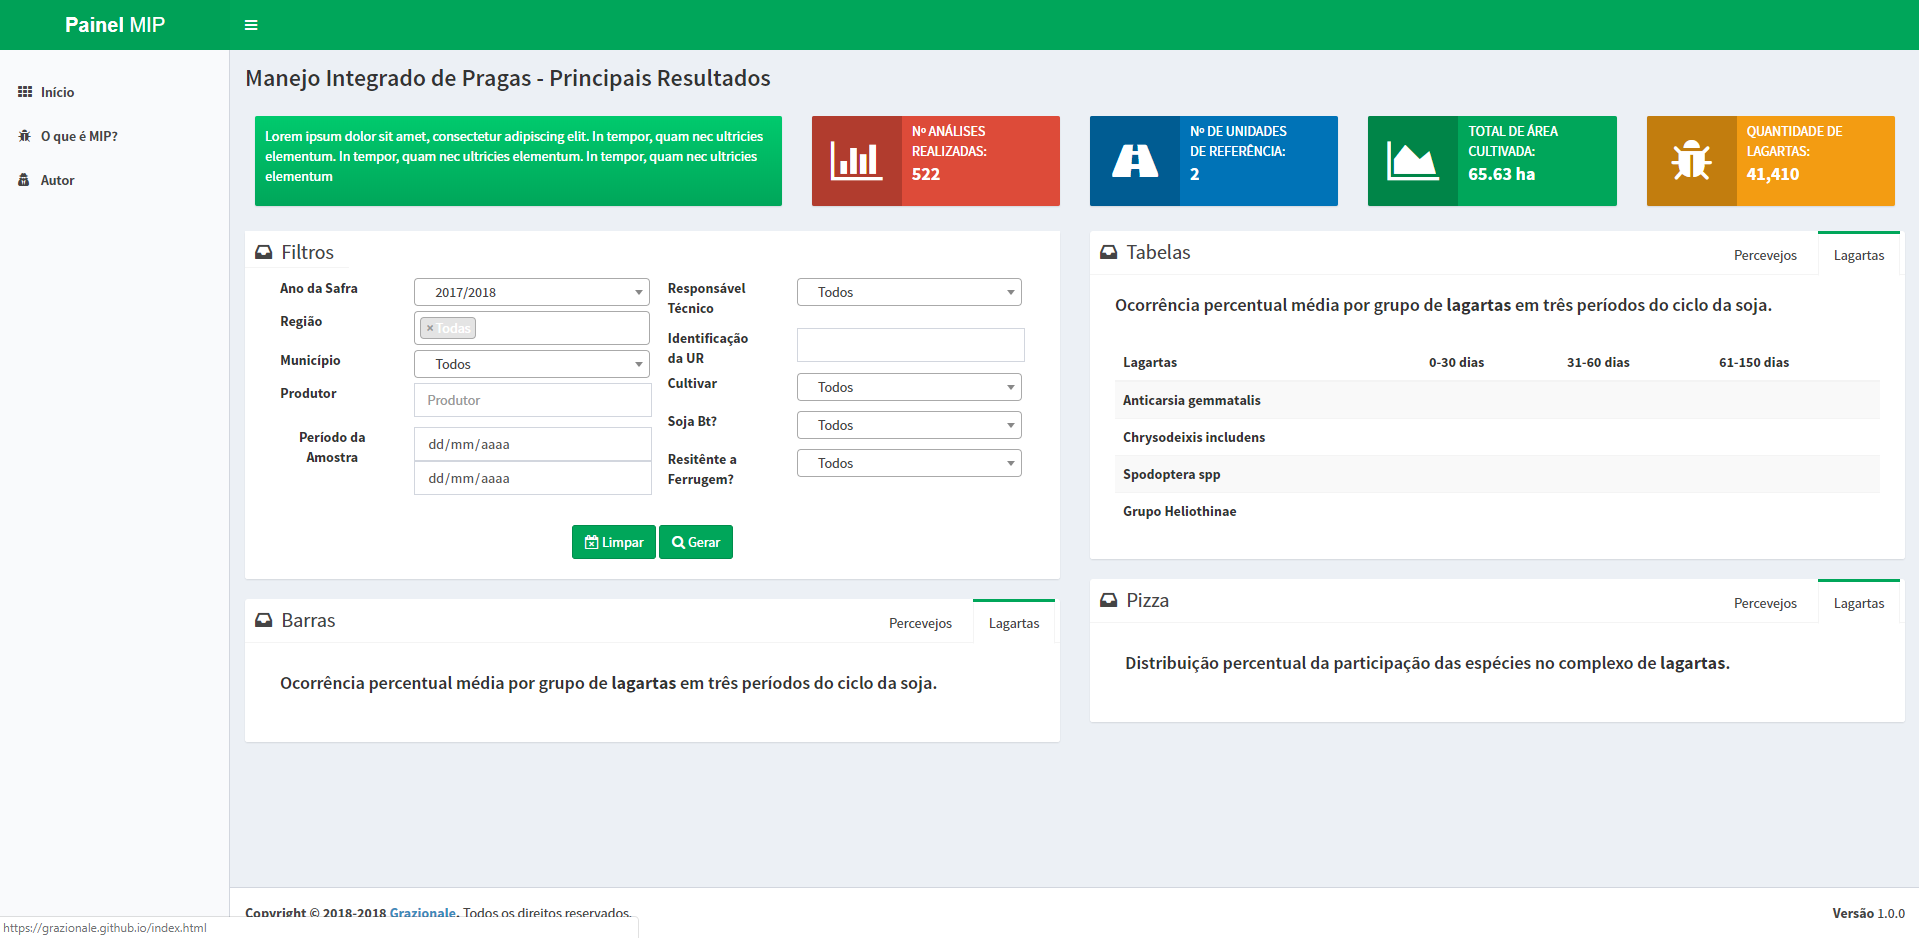 Painel MIP
Início
O que é MIP?
Autor
Manejo Integrado de Pragas - Principais Resultados
Lorem ipsum dolor sit amet, consectetur adipiscing elit. In tempor, quam nec ultricies
elementum. In tempor, quam nec ultricies elementum. In tempor, quam nec ultricies
elementum
Nº ANÁLISES
REALIZADAS:
522
Nº DE UNIDADES
DE REFERÊNCIA:
2
TOTAL DE ÁREA
CULTIVADA:
65.63 ha
QUANTIDADE DE
LAGARTAS:
41,410
Filtros
Ano da Safra
2017/2018
Região
×Todas
Município
Todos
Produtor
Produtor
Período da
Amostra
dd/mm/aaaa
dd/mm/aaaa
Responsável
Técnico
Todos
Identificação
da UR
Cultivar
Todos
Soja Bt?
Todos
Resitênte a
Ferrugem?
Todos
Limpar
Gerar
Tabelas
Percevejos
Lagartas
Ocorrência percentual média por grupo de lagartas em três períodos do ciclo da soja.
Lagartas 0-30 dias 31-60 dias 61-150 dias
Anticarsia gemmatalis
Chrysodeixis includens
Spodoptera spp
Grupo Heliothinae
Barras
Percevejos
Lagartas
Ocorrência percentual média por grupo de lagartas em três períodos do ciclo da soja.
Pizza
Percevejos
Lagartas
Distribuição percentual da participação das espécies no complexo de lagartas.
Copyright © 2018-2018 Grazionale. Todos os direitos reservados.
Versão 1.0.0
https://grazionale.github.io/index.html